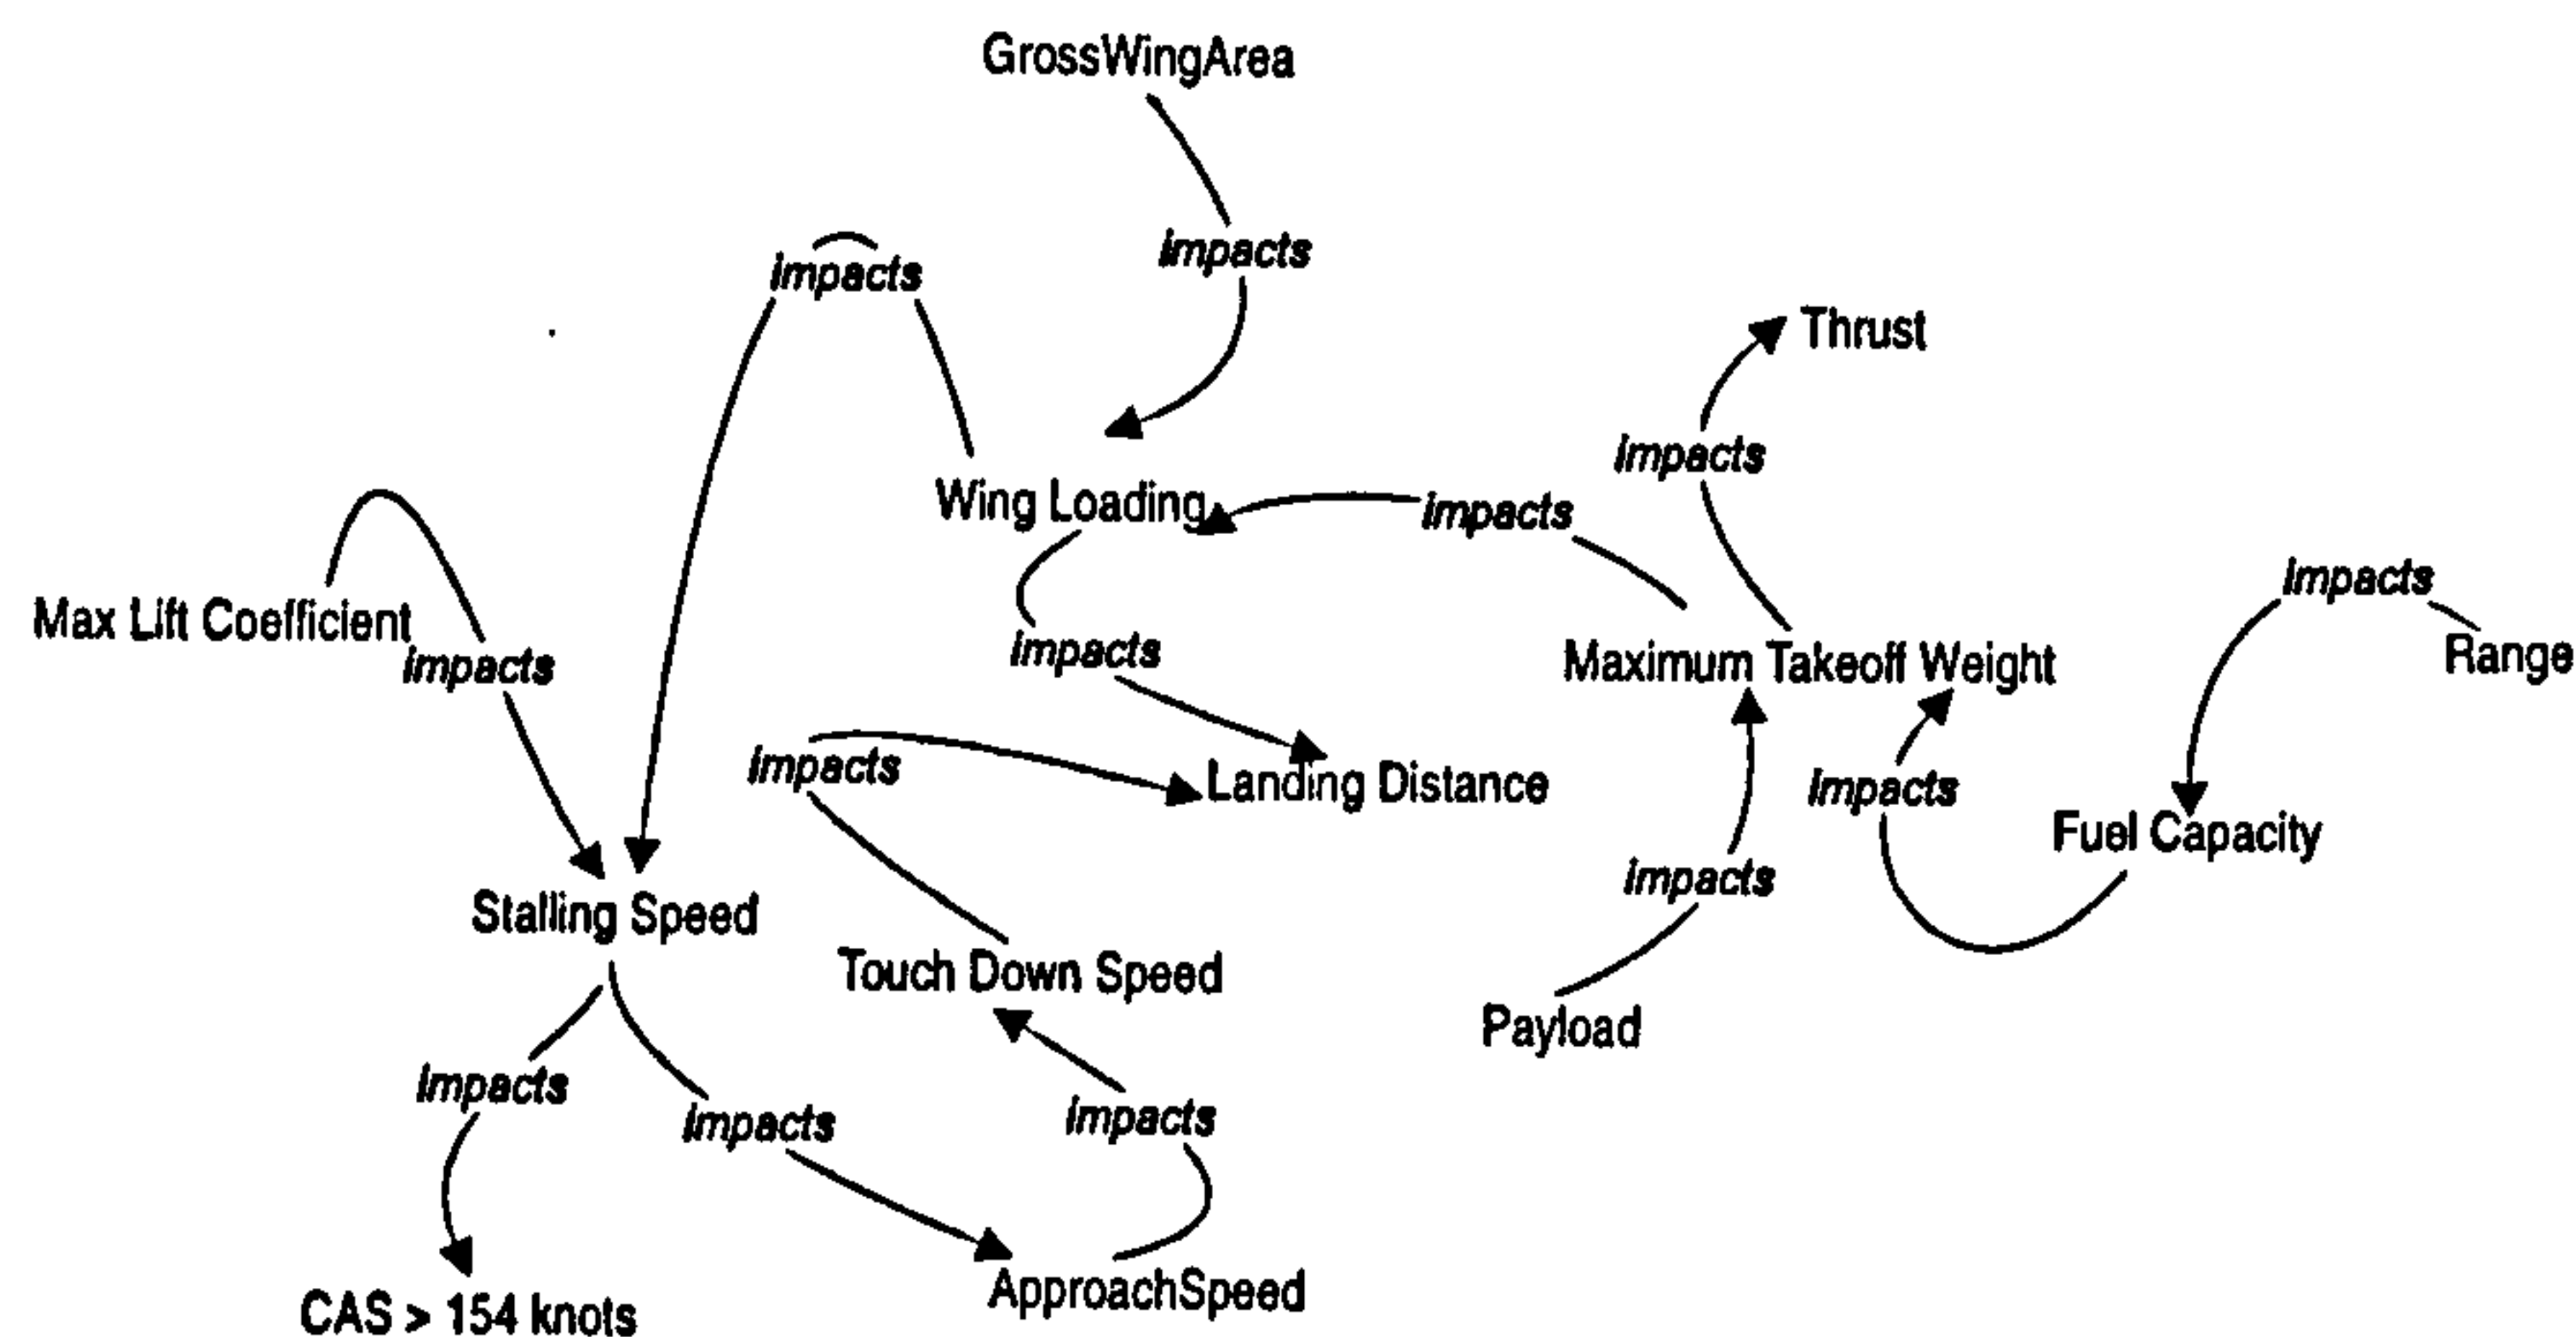 GrossWingArea
impacts
impacts
Thrust
impacts
Wing Loading
impacts
impacts
Max Lift Coefficient
impacts
impacts
Maximum Takeoff Weight
Range
impacts
Landing Distance
impacts
Fuel Capacity
impacts
Stalling Speed
Touch Down Speed
Payload
impacts
impacts
impacts
ApproachSpeed
CAS > 154 knots